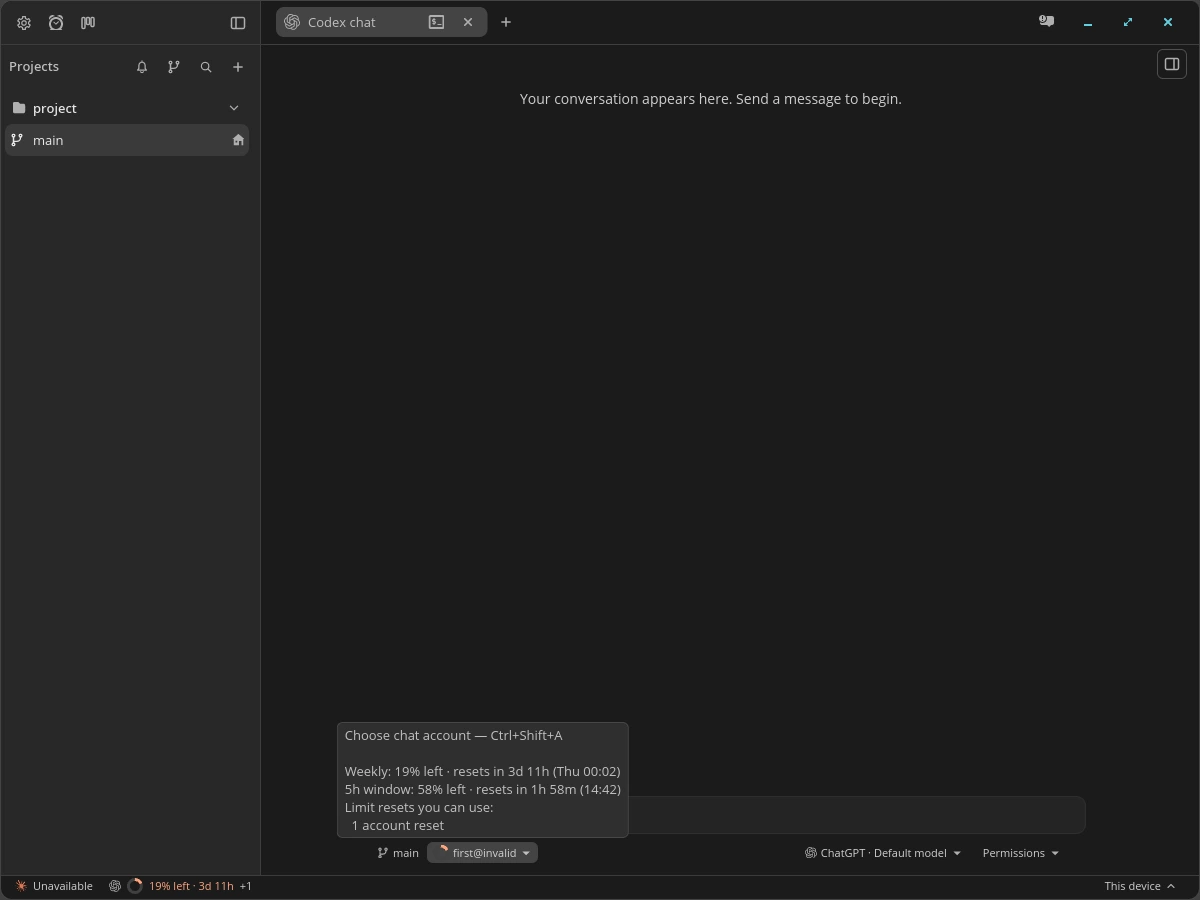 Codex chat
Projects
project
main
Your conversation appears here. Send a message to begin.
Choose chat account — Ctrl+Shift+A
Weekly: 19% left · resets in 3d 11h (Thu 00:02)
5h window: 58% left · resets in 1h 58m (14:42)
Limit resets you can use:
1 account reset
main
first@invalid
ChatGPT · Default model
Permissions
Unavailable
19% left · 3d 11h +1
This device